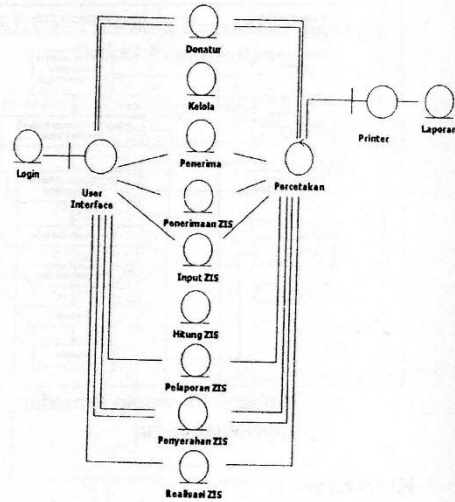 Donatur
Kelola
Penerima
Printer
Laporan
Login
User
Interface
Percetakan
Penerimaan ZIS
Input ZIS
Hitung ZIS
Pelaporan ZIS
Penyerahan ZIS
Realisasi ZIS